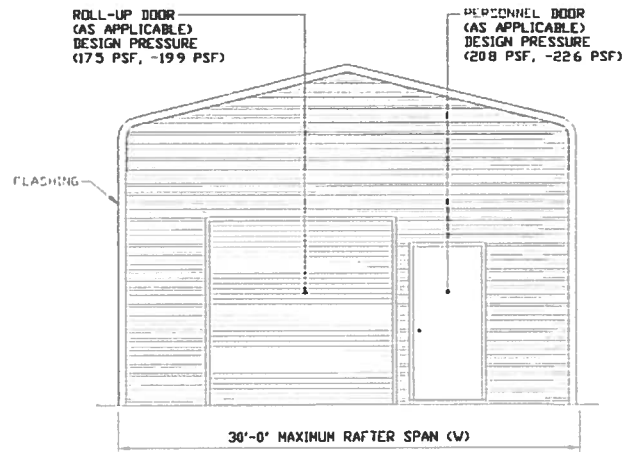 ROLL-UP DOOR
(AS APPLICABLE)
DESIGN PRESSURE
(175 PSF, -199 PSF)
PERSONNEL DOOR
(AS APPLICABLE)
DESIGN PRESSURE
(208 PSF, -226 PSF)
FLASHING
30'-0" MAXIMUM RAFTER SPAN (W)